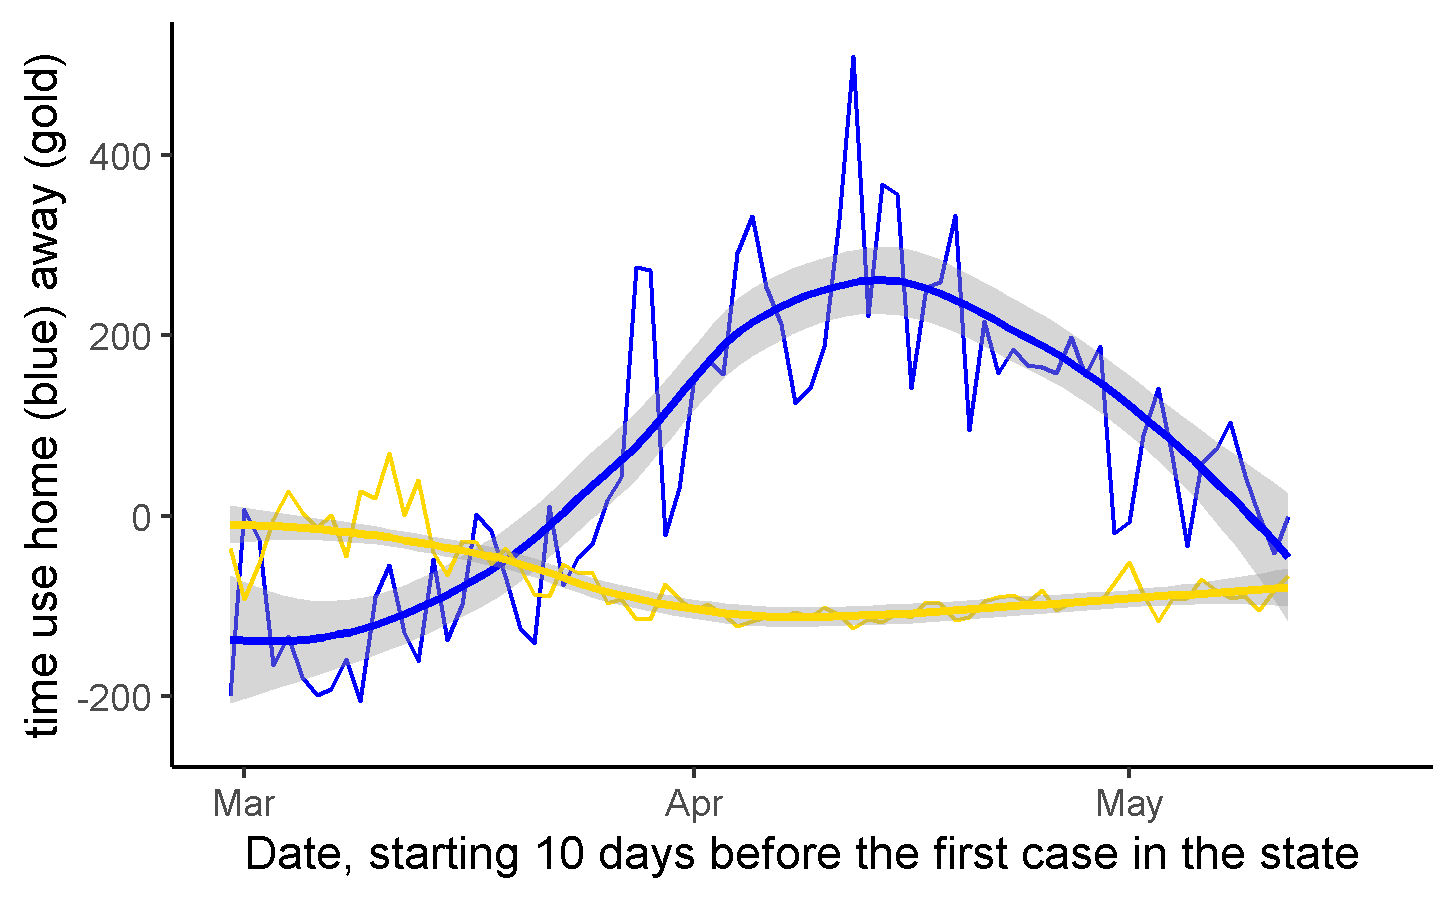 time use home (blue) away (gold)
400
200
0
-200
Mar Apr May
Date, starting 10 days before the first case in the state